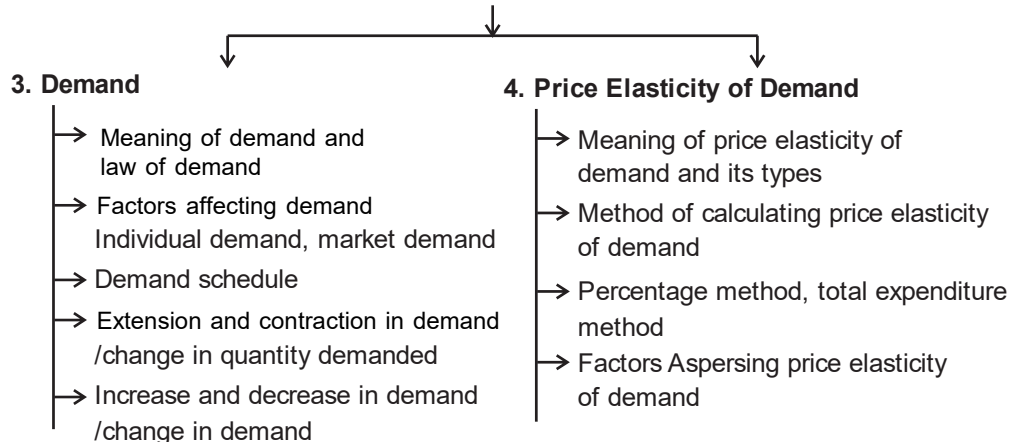 3. Demand
Meaning of demand and
law of demand
Factors affecting demand
Individual demand, market demand
Demand schedule
Extension and contraction in demand
/change in quantity demanded
Increase and decrease in demand
/change in demand
4. Price Elasticity of Demand
Meaning of price elasticity of
demand and its types
Method of calculating price elasticity
of demand
Percentage method, total expenditure
method
Factors Aspersing price elasticity
of demand